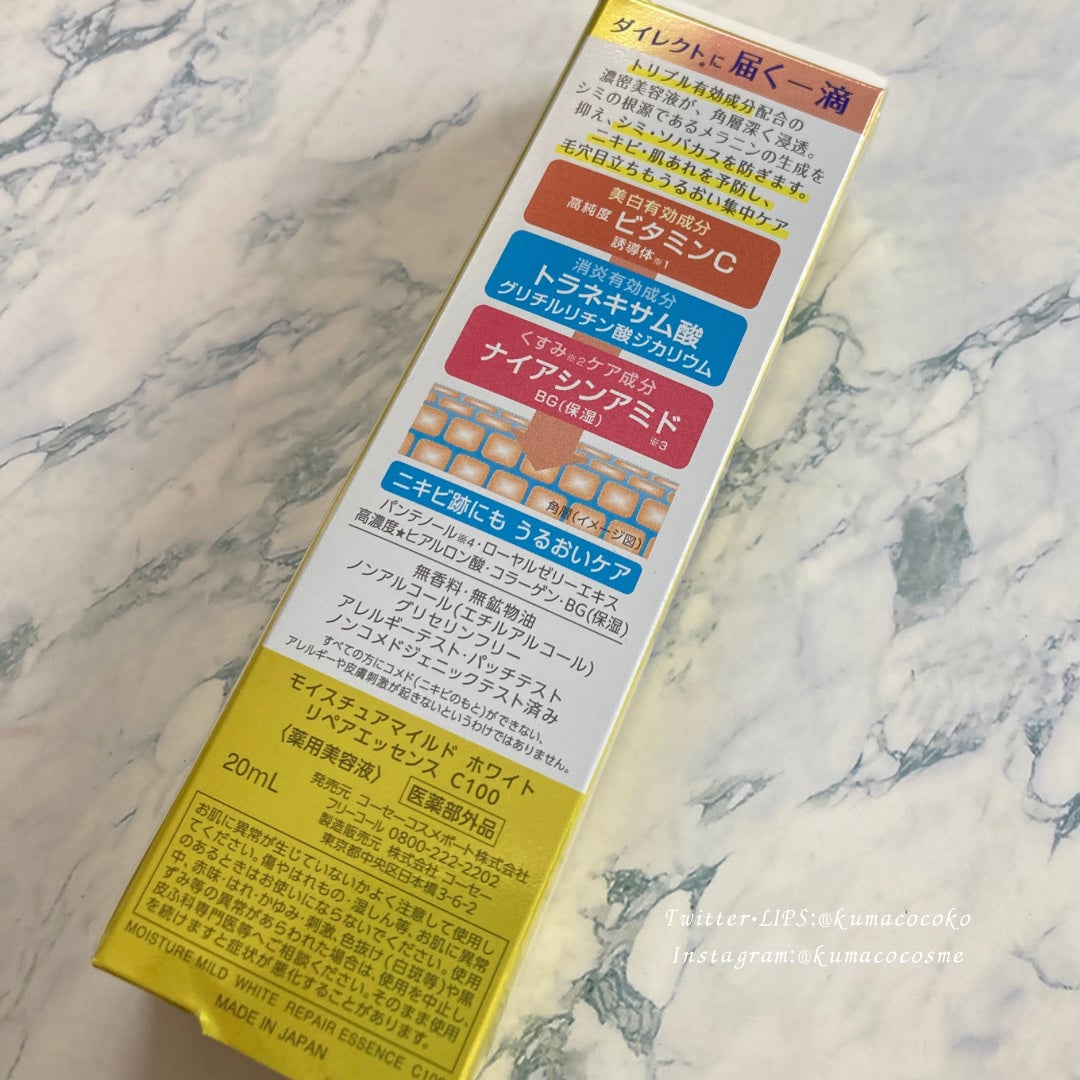 ダイレクト*に 届く一滴
トリプル有効成分配合の
濃密美容液が、角層深く浸透。
シミの根源であるメラニンの生成を
抑え、シミ・ソバカスを防ぎます。
ニキビ・肌あれを予防し、
毛穴目立ちもうるおい集中ケア
美白有効成分
高純度 ビタミンC
誘導体※1
消炎有効成分
トラネキサム酸
グリチルリチン酸ジカリウム
くすみ※2ケア成分
ナイアシンアミド
BG(保湿) ※3
角層(イメージ図)
ニキビ跡にも うるおいケア
パンテノール※4・ローヤルゼリーエキス
高濃度★ヒアルロン酸・コラーゲン・BG(保湿)
無香料・無鉱物油
ノンアルコール(エチルアルコール)
グリセリンフリー
アレルギーテスト・パッチテスト
ノンコメドジェニックテスト済み
すべての方にコメド(ニキビのもと)ができない、
アレルギーや皮膚刺激が起きないというわけではありません。
モイスチュアマイルド ホワイト
リペアエッセンス C100
〈薬用美容液〉 医薬部外品
20mL
発売元 コーセーコスメポート株式会社
フリーコール 0800-222-2202
製造販売元 株式会社 コーセー
東京都中央区日本橋3-6-2
お肌に異常が生じていないかよく注意して使用し
てください。傷やはれもの・湿しん等、お肌に異常
のあるときはお使いにならないでください。使用
中、赤味・はれ・かゆみ・刺激、色抜け(白斑等)や黒
ずみ等の異常があらわれた場合は、使用を中止し、
皮ふ科専門医等へご相談ください。そのまま使用
を続けますと症状が悪化することがあります。
MOISTURE MILD WHITE REPAIR ESSENCE C100
MADE IN JAPAN
Twitter・LIPS:@kumacocoko
Instagram:@kumacocosme